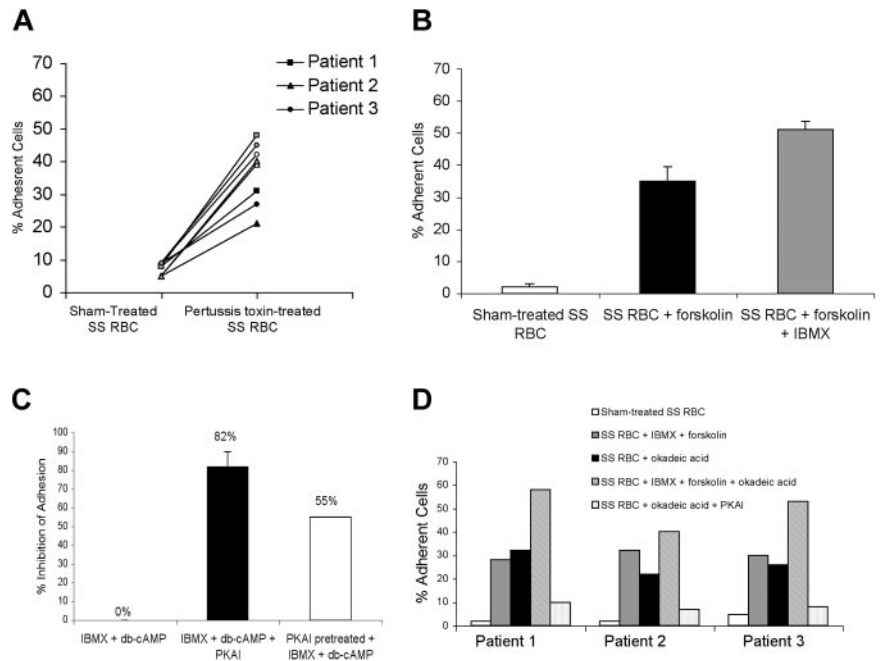 A
% Adhesrent Cells
70
60
50
40
30
20
10
0
Patient 1
Patient 2
Patient 3
Sham-Treated
SS RBC
Pertussis toxin-treated
SS RBC
B
% Adherent Cells
70
60
50
40
30
20
10
0
Sham-treated SS
RBC
SS RBC + forskolin
SS RBC + forskolin
+ IBMX
C
% Inhibition of Adhesion
100
90
80
70
60
50
40
30
20
10
0
0%
82%
55%
IBMX + db-cAMP
IBMX + db-cAMP +
PKAI
PKAI pretreated +
IBMX + db-cAMP
D
Sham-treated SS RBC
SS RBC + IBMX + forskolin
SS RBC + okadeic acid
SS RBC + IBMX + forskolin + okadeic acid
SS RBC + okadeic acid + PKAI
% Adherent Cells
70
60
50
40
30
20
10
0
Patient 1
Patient 2
Patient 3